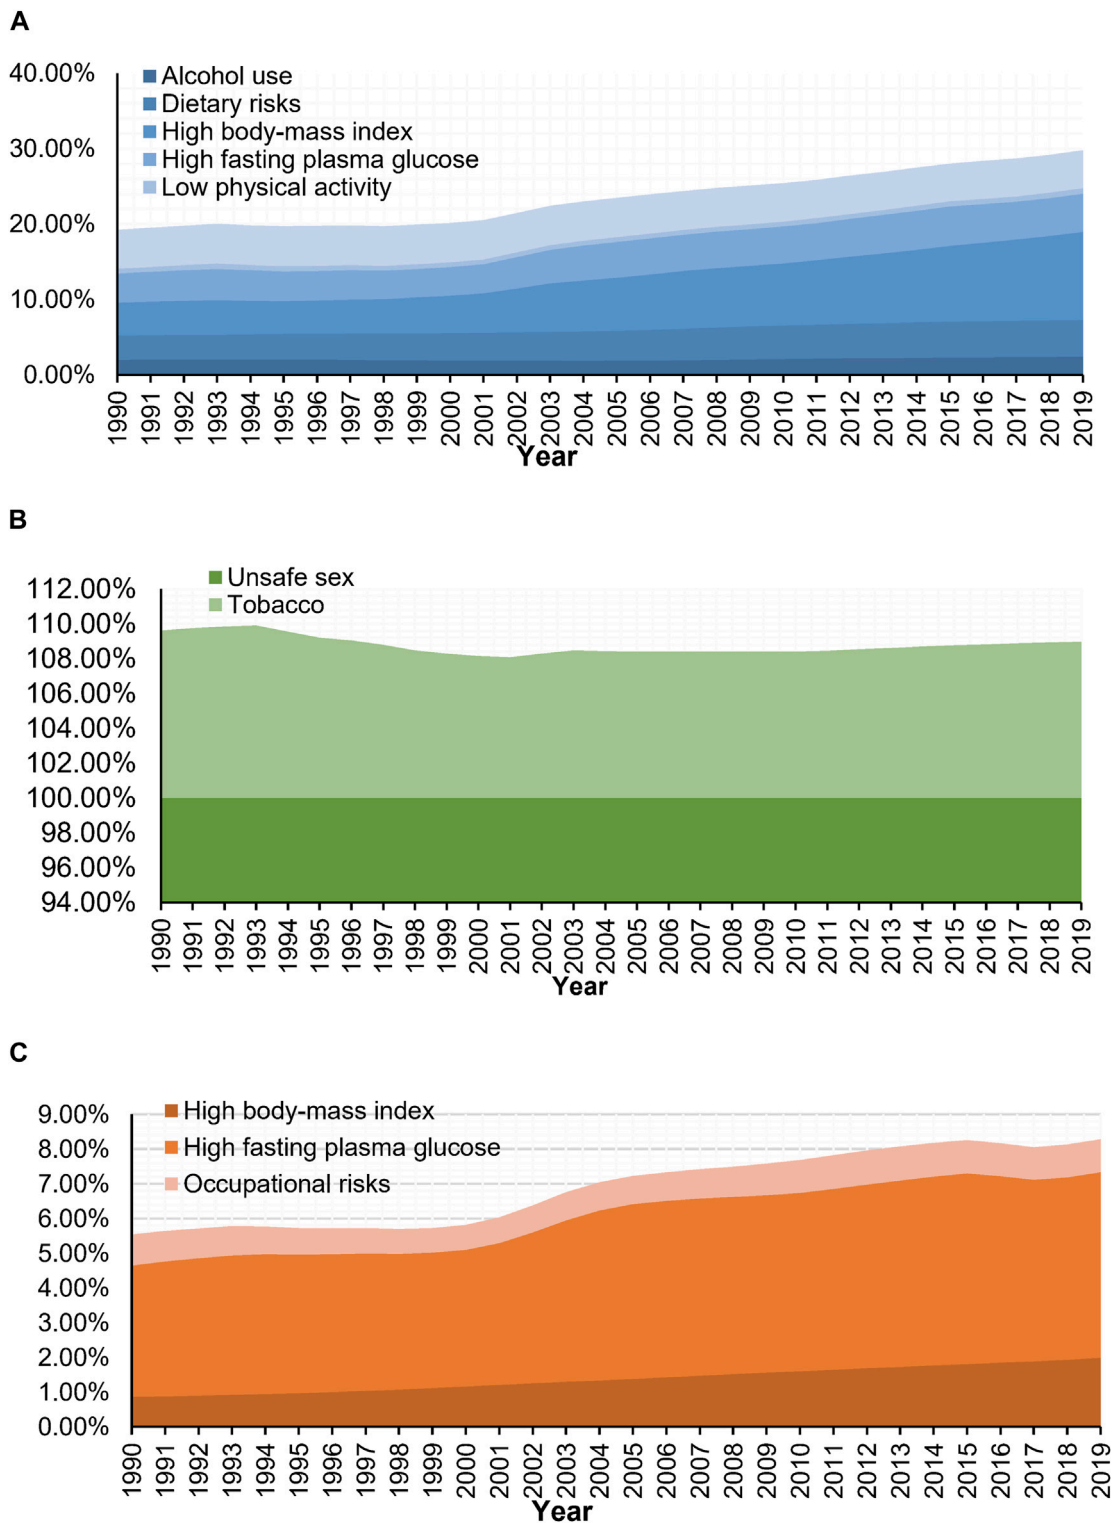 A
40.00%
30.00%
20.00%
10.00%
0.00%
Alcohol use
Dietary risks
High body-mass index
High fasting plasma glucose
Low physical activity
1990 1991 1992 1993 1994 1995 1996 1997 1998 1999 2000 2001 2002 2003 2004 2005 2006 2007 2008 2009 2010 2011 2012 2013 2014 2015 2016 2017 2018 2019
Year
B
112.00%
110.00%
108.00%
106.00%
104.00%
102.00%
100.00%
98.00%
96.00%
94.00%
Unsafe sex
Tobacco
1990 1991 1992 1993 1994 1995 1996 1997 1998 1999 2000 2001 2002 2003 2004 2005 2006 2007 2008 2009 2010 2011 2012 2013 2014 2015 2016 2017 2018 2019
Year
C
9.00%
8.00%
7.00%
6.00%
5.00%
4.00%
3.00%
2.00%
1.00%
0.00%
High body-mass index
High fasting plasma glucose
Occupational risks
1990 1991 1992 1993 1994 1995 1996 1997 1998 1999 2000 2001 2002 2003 2004 2005 2006 2007 2008 2009 2010 2011 2012 2013 2014 2015 2016 2017 2018 2019
Year